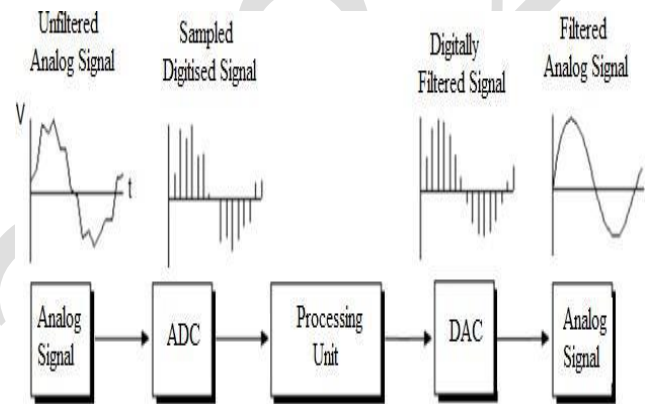 Unfiltered
Analog Signal
Sampled
Digitised Signal
Digitally
Filtered Signal
Filtered
Analog Signal
V
t
Analog
Signal
ADC
Processing
Unit
DAC
Analog
Signal